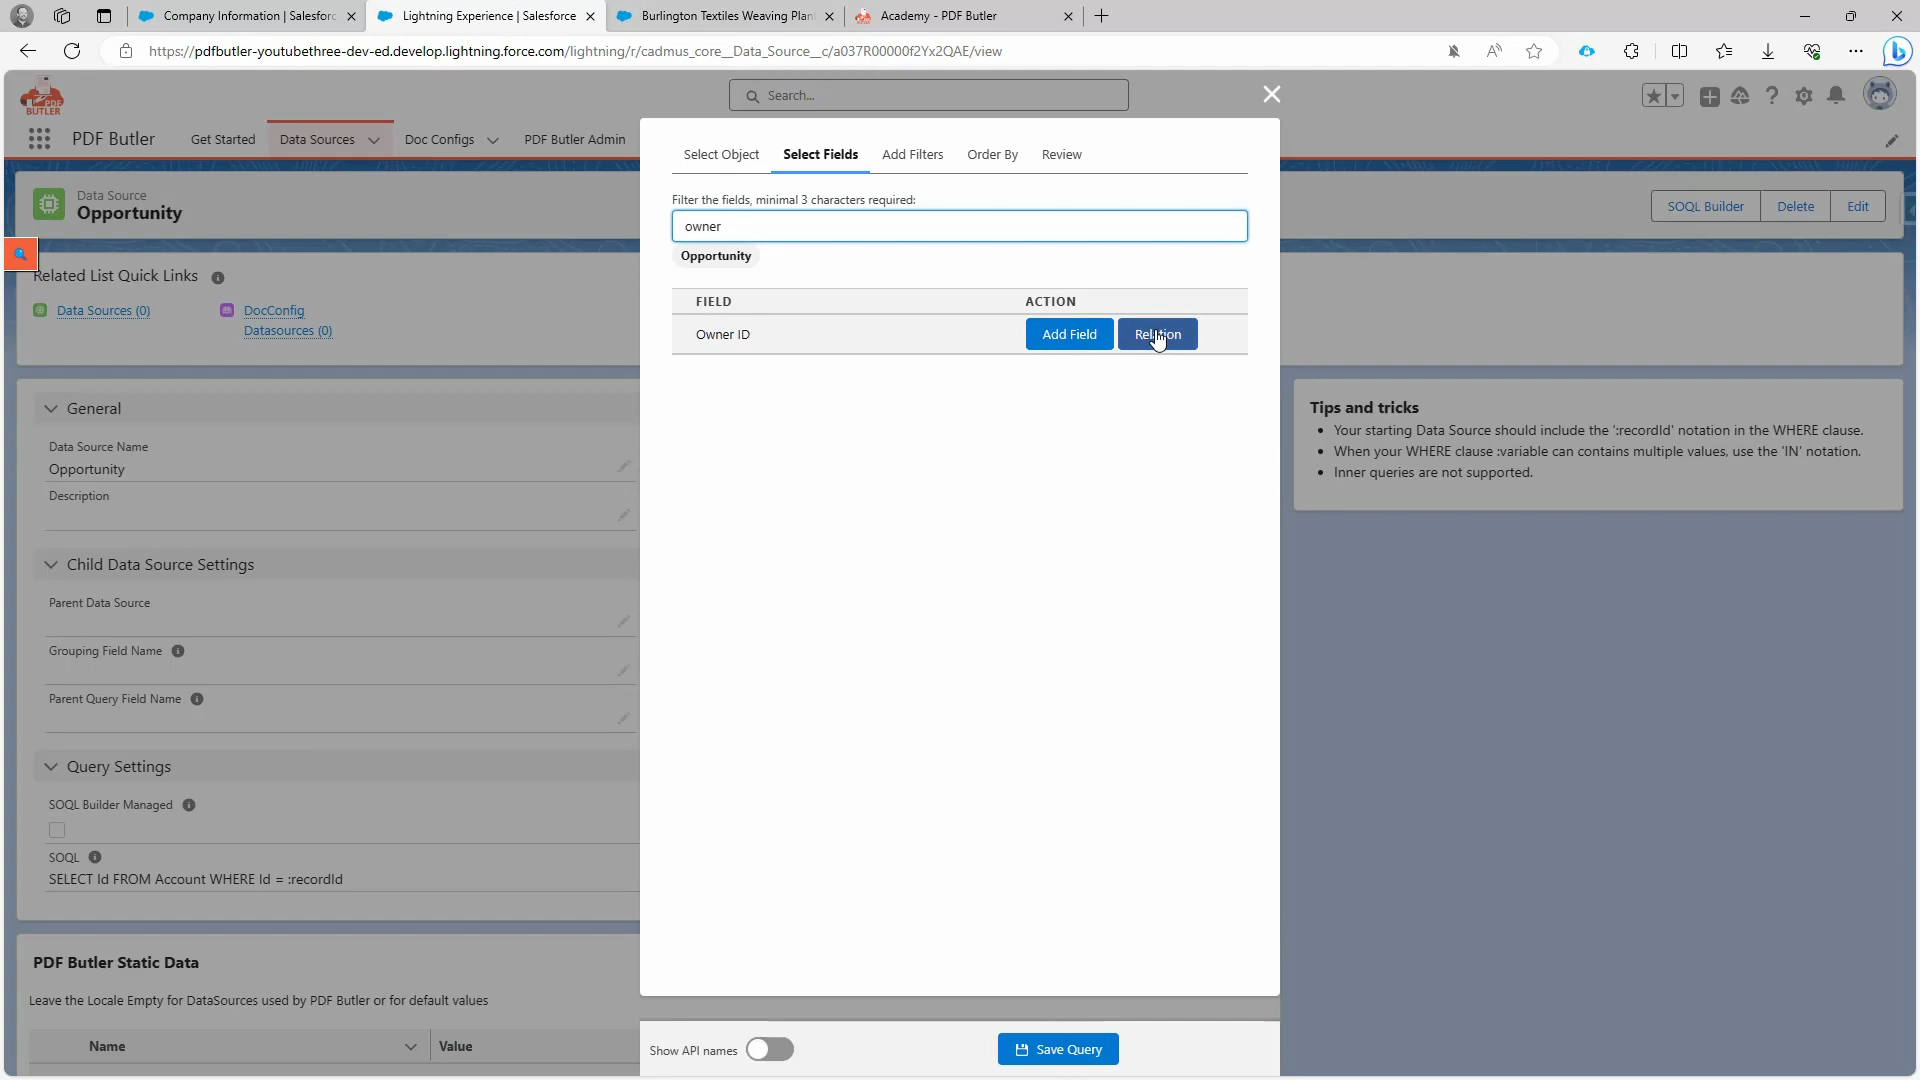 Company Information | Salesforc
Lightning Experience | Salesforce
Burlington Textiles Weaving Plan
Academy - PDF Butler
https://pdfbutler-youtubethree-dev-ed.develop.lightning.force.com/lightning/r/cadmus_core__Data_Source__c/a037R00000f2Yx2QAE/view
PDF
BUTLER
Search...
PDF Butler
Get Started
Data Sources
Doc Configs
PDF Butler Admin
Select Object
Select Fields
Add Filters
Order By
Review
Data Source
Opportunity
SOQL Builder
Delete
Edit
Filter the fields, minimal 3 characters required:
owner
Opportunity
FIELD
ACTION
Owner ID
Add Field
Relation
Related List Quick Links
Data Sources (0)
DocConfig
Datasources (0)
General
Data Source Name
Opportunity
Description
Child Data Source Settings
Parent Data Source
Grouping Field Name
Parent Query Field Name
Query Settings
SOQL Builder Managed
SOQL
SELECT Id FROM Account WHERE Id = :recordId
PDF Butler Static Data
Leave the Locale Empty for DataSources used by PDF Butler or for default values
Name
Value
Tips and tricks
Your starting Data Source should include the ':recordId' notation in the WHERE clause.
When your WHERE clause :variable can contains multiple values, use the 'IN' notation.
Inner queries are not supported.
Show API names
Save Query